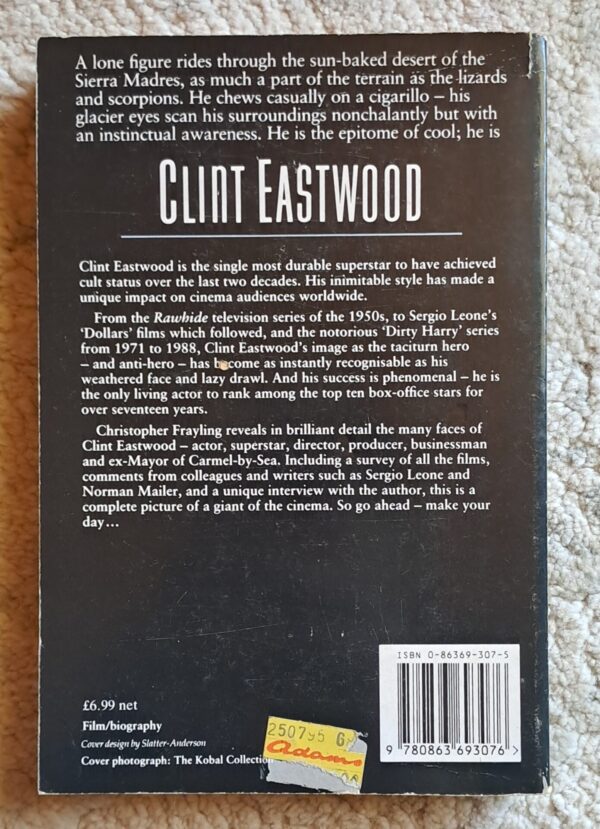 A lone figure rides through the sun-baked desert of the
Sierra Madres, as much a part of the terrain as the lizards
and scorpions. He chews casually on a cigarillo – his
glacier eyes scan his surroundings nonchalantly but with
an instinctual awareness. He is the epitome of cool; he is
CLINT EASTWOOD
Clint Eastwood is the single most durable superstar to have achieved
cult status over the last two decades. His inimitable style has made a
unique impact on cinema audiences worldwide.
From the Rawhide television series of the 1950s, to Sergio Leone's
'Dollars' films which followed, and the notorious 'Dirty Harry' series
from 1971 to 1988, Clint Eastwood's image as the taciturn hero
– and anti-hero – has become as instantly recognisable as his
weathered face and lazy drawl. And his success is phenomenal – he is
the only living actor to rank among the top ten box-office stars for
over seventeen years.
Christopher Frayling reveals in brilliant detail the many faces of
Clint Eastwood – actor, superstar, director, producer, businessman
and ex-Mayor of Carmel-by-Sea. Including a survey of all the films,
comments from colleagues and writers such as Sergio Leone and
Norman Mailer, and a unique interview with the author, this is a
complete picture of a giant of the cinema. So go ahead – make your
day…
ISBN 0-86369-307-5
9 780863 693076 >
£6.99 net
Film/biography
Cover design by Slatter-Anderson
Cover photograph: The Kobal Collection
250795
Adams